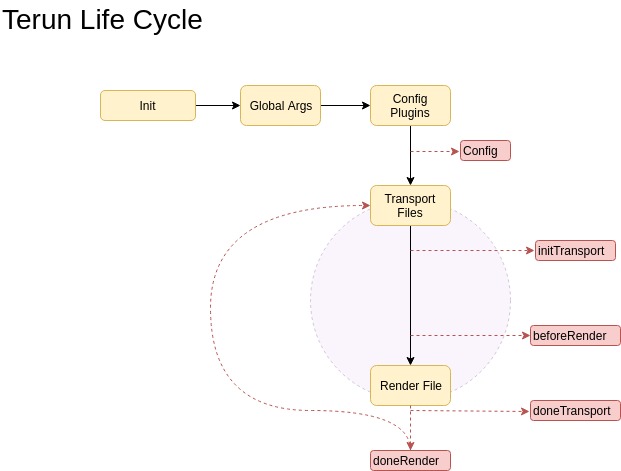 Terun Life Cycle
Init
Global Args
Config
Plugins
Config
Transport
Files
initTransport
beforeRender
Render File
doneTransport
doneRender